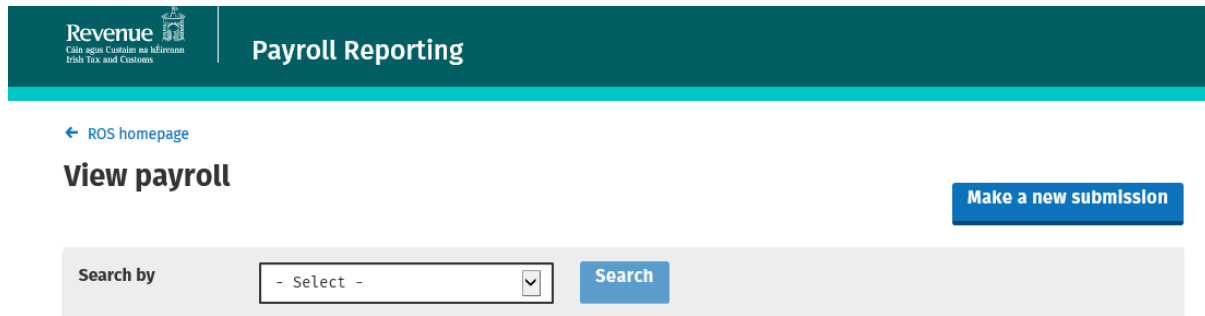 Revenue
Cáin agus Custaim na hÉireann
Irish Tax and Customs
Payroll Reporting
← ROS homepage
View payroll
Make a new submission
Search by
- Select -
Search